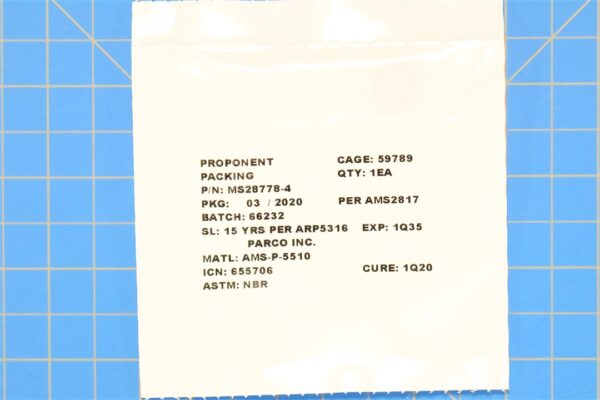 PROPONENT CAGE: 59789
PACKING QTY: 1EA
P/N: MS28778-4
PKG: 03 / 2020 PER AMS2817
BATCH: 66232
SL: 15 YRS PER ARP5316 EXP: 1Q35
PARCO INC.
MATL: AMS-P-5510
ICN: 655706 CURE: 1Q20
ASTM: NBR